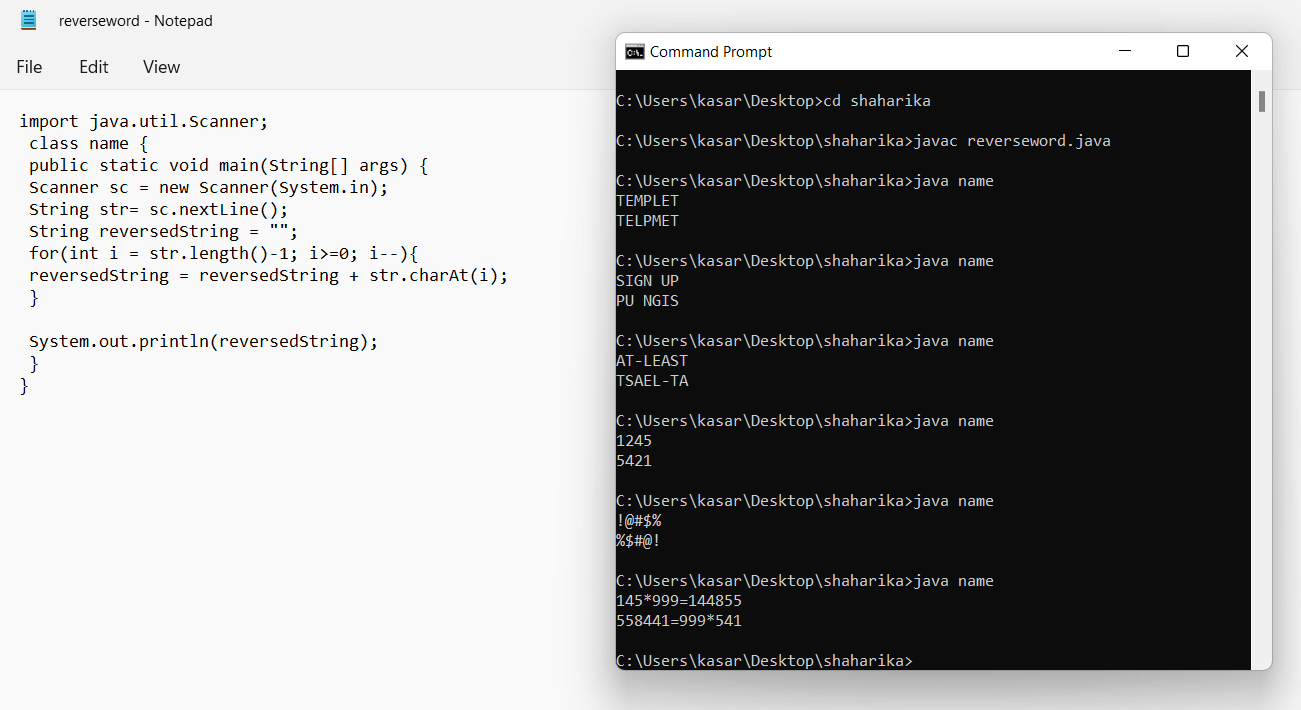 reverseword - Notepad
File Edit View
import java.util.Scanner;
class name {
public static void main(String[] args) {
Scanner sc = new Scanner(System.in);
String str= sc.nextLine();
String reversedString = "";
for(int i = str.length()-1; i>=0; i--){
reversedString = reversedString + str.charAt(i);
}
System.out.println(reversedString);
}
}
Command Prompt
C:\Users\kasar\Desktop>cd shaharika
C:\Users\kasar\Desktop\shaharika>javac reverseword.java
C:\Users\kasar\Desktop\shaharika>java name
TEMPLET
TELPMET
C:\Users\kasar\Desktop\shaharika>java name
SIGN UP
PU NGIS
C:\Users\kasar\Desktop\shaharika>java name
AT-LEAST
TSAEL-TA
C:\Users\kasar\Desktop\shaharika>java name
1245
5421
C:\Users\kasar\Desktop\shaharika>java name
!@#$%
%$#@!
C:\Users\kasar\Desktop\shaharika>java name
145*999=144855
558441=999*541
C:\Users\kasar\Desktop\shaharika>